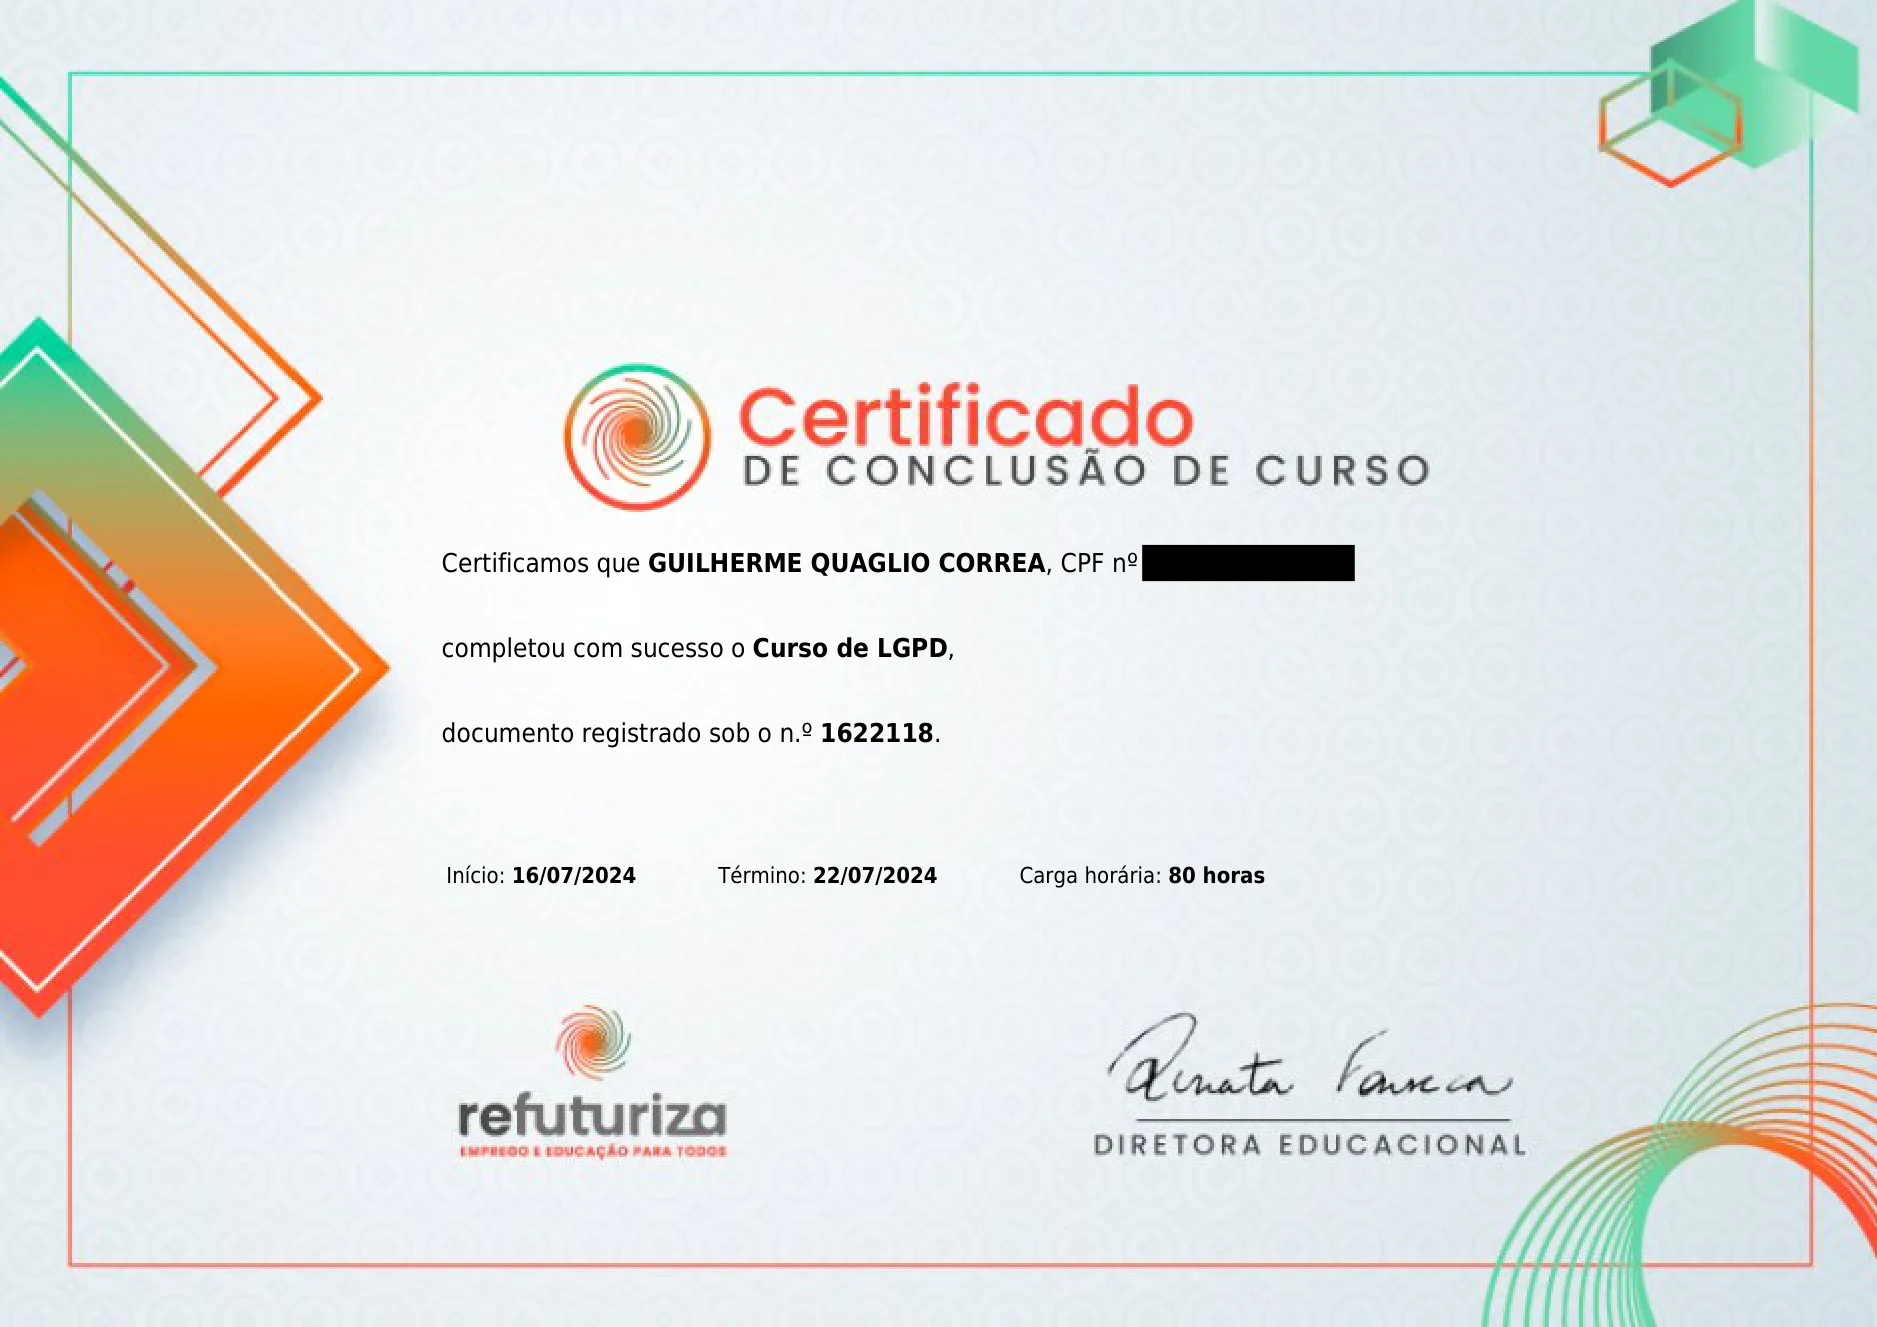 Certificado
DE CONCLUSÃO DE CURSO
Certificamos que GUILHERME QUAGLIO CORREA, CPF nº
completou com sucesso o Curso de LGPD,
documento registrado sob o n.º 1622118.
Início: 16/07/2024 Término: 22/07/2024 Carga horária: 80 horas
refuturiza
EMPREGO E EDUCAÇÃO PARA TODOS
Renata Fonseca
DIRETORA EDUCACIONAL